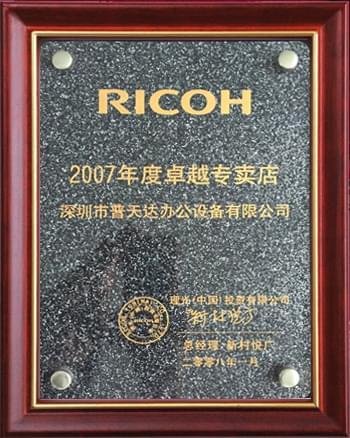 RICOH
2007年度卓越专卖店
深圳市普天达办公设备有限公司
理光(中国)投资有限公司
RICOH
总经理·新村悦广
二零零八年一月